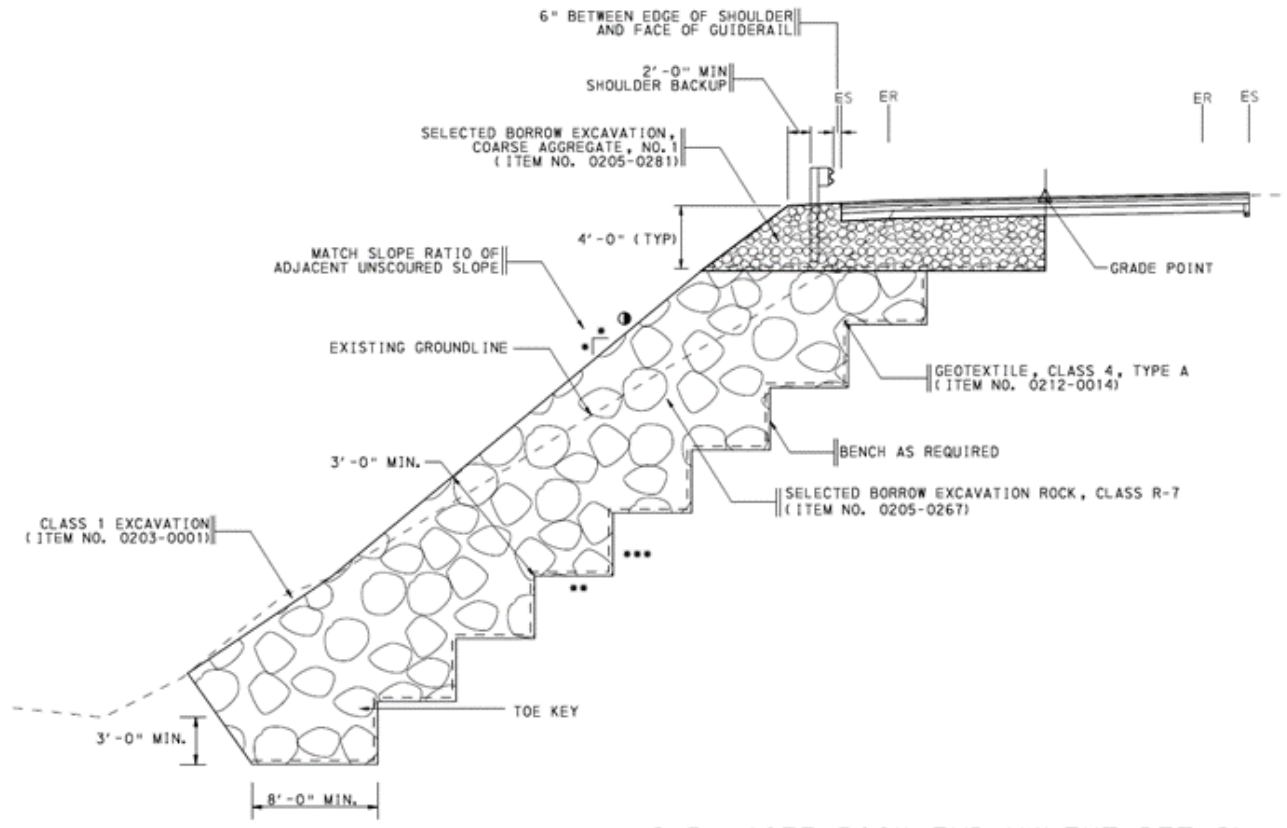 6" BETWEEN EDGE OF SHOULDER
AND FACE OF GUIDERAIL
2'-0" MIN
SHOULDER BACKUP
ES
ER
ER
ES
SELECTED BORROW EXCAVATION,
COARSE AGGREGATE, NO.1
(ITEM NO. 0205-0281)
4'-0" (TYP)
MATCH SLOPE RATIO OF
ADJACENT UNSCOURED SLOPE
GRADE POINT
EXISTING GROUNDLINE
GEOTEXTILE, CLASS 4, TYPE A
(ITEM NO. 0212-0014)
BENCH AS REQUIRED
3'-0" MIN.
SELECTED BORROW EXCAVATION ROCK, CLASS R-7
(ITEM NO. 0205-0267)
CLASS 1 EXCAVATION
(ITEM NO. 0203-0001)
TOE KEY
3'-0" MIN.
8'-0" MIN.